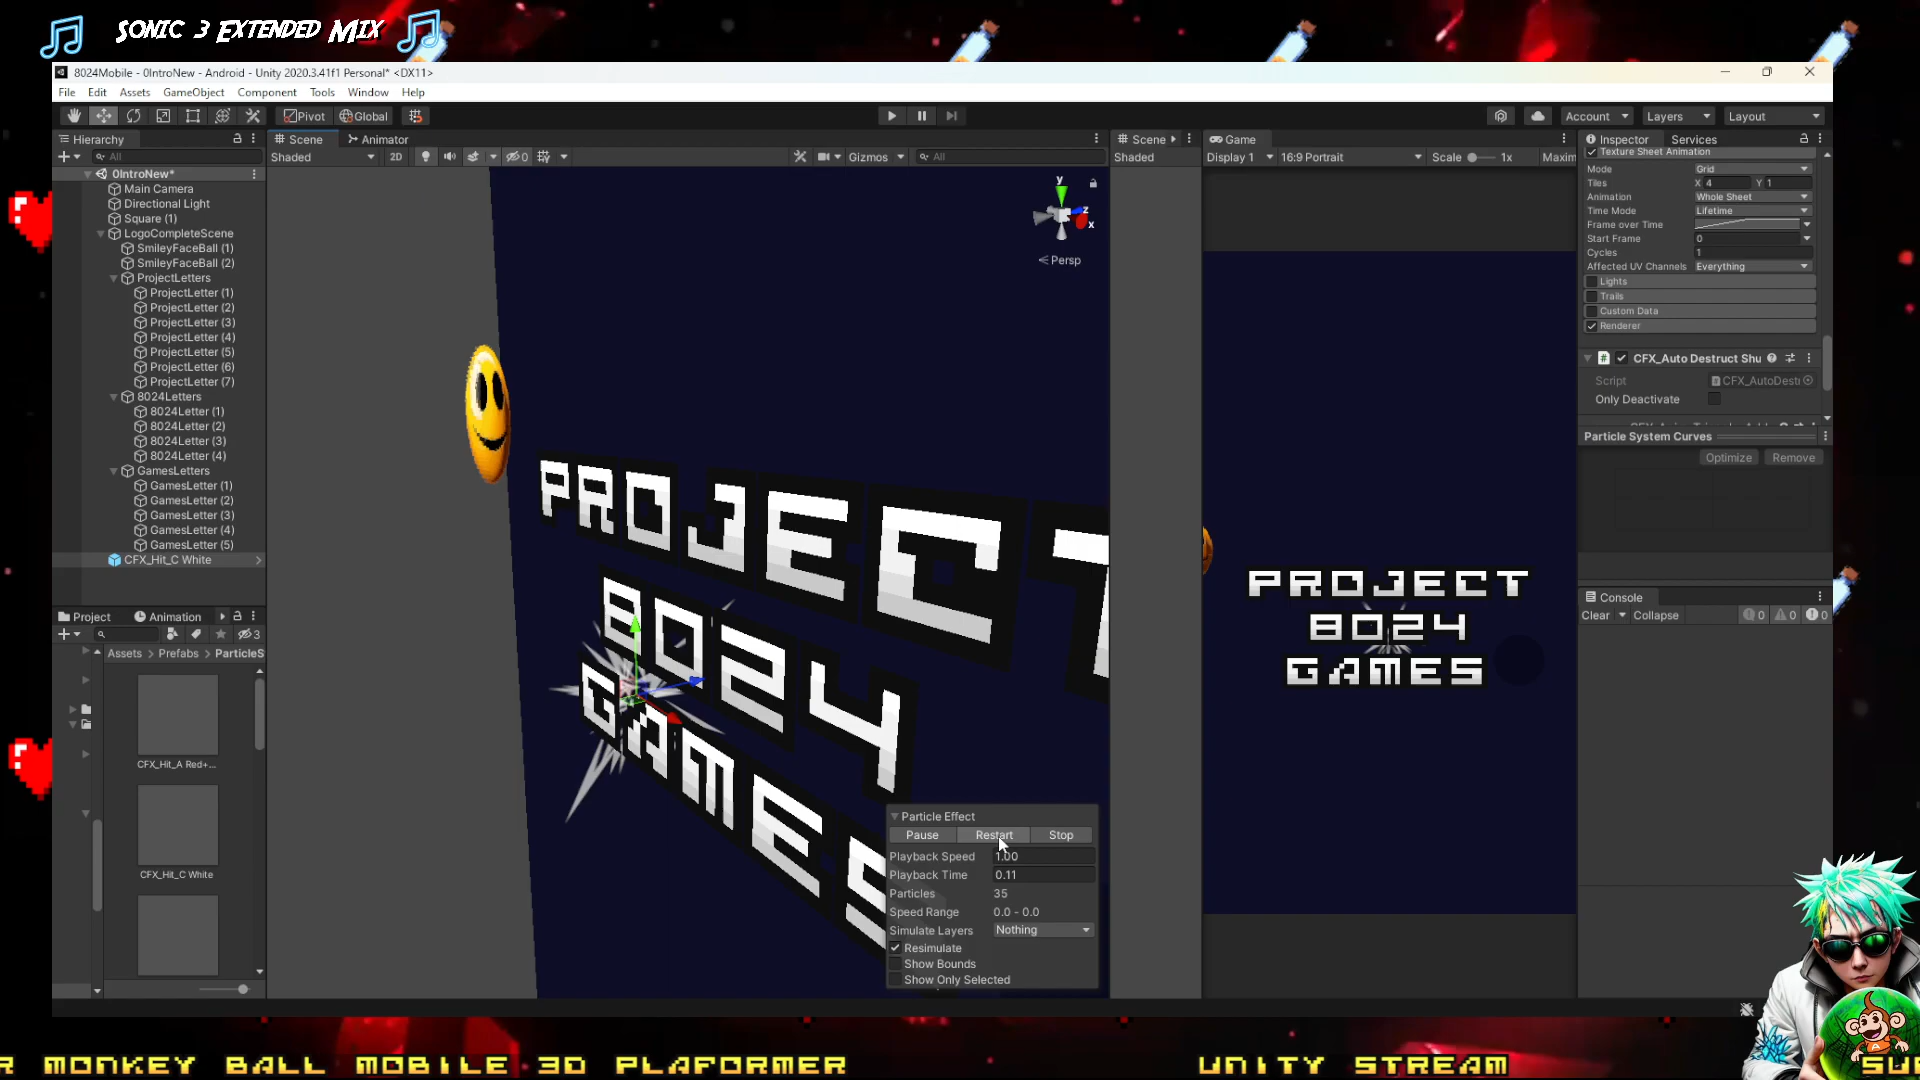 SONIC 3 EXTENDED MIX
8024Mobile - 0IntroNew - Android - Unity 2020.3.41f1 Personal* <DX11>
File Edit Assets GameObject Component Tools Window Help
Pivot Global
Account Layers Layout
Hierarchy
All
0IntroNew*
Main Camera
Directional Light
Square (1)
LogoCompleteScene
SmileyFaceBall (1)
SmileyFaceBall (2)
ProjectLetters
ProjectLetter (1)
ProjectLetter (2)
ProjectLetter (3)
ProjectLetter (4)
ProjectLetter (5)
ProjectLetter (6)
ProjectLetter (7)
8024Letters
8024Letter (1)
8024Letter (2)
8024Letter (3)
8024Letter (4)
GamesLetters
GamesLetter (1)
GamesLetter (2)
GamesLetter (3)
GamesLetter (4)
GamesLetter (5)
CFX_Hit_C White
Project Animation
3
Assets > Prefabs > ParticleS
CFX_Hit_A Red+...
CFX_Hit_C White
Scene Animator
Shaded 2D 0 Gizmos All
y
z
x
Persp
PROJECT
8024
GAMES
Particle Effect
Pause Restart Stop
Playback Speed 1.00
Playback Time 0.11
Particles 35
Speed Range 0.0 - 0.0
Simulate Layers Nothing
Resimulate
Show Bounds
Show Only Selected
Scene
Shaded
Game
Display 1 16:9 Portrait Scale 1x Maxim
PROJECT
8024
GAMES
Inspector Services
Texture Sheet Animation
Mode Grid
Tiles X 4 Y 1
Animation Whole Sheet
Time Mode Lifetime
Frame over Time
Start Frame 0
Cycles 1
Affected UV Channels Everything
Lights
Trails
Custom Data
Renderer
CFX_Auto Destruct Shu
Script CFX_AutoDestr
Only Deactivate
Particle System Curves
Optimize Remove
Console
Clear Collapse 0 0 0
R MONKEY BALL MOBILE 3D PLAFORMER UNITY STREAM SU